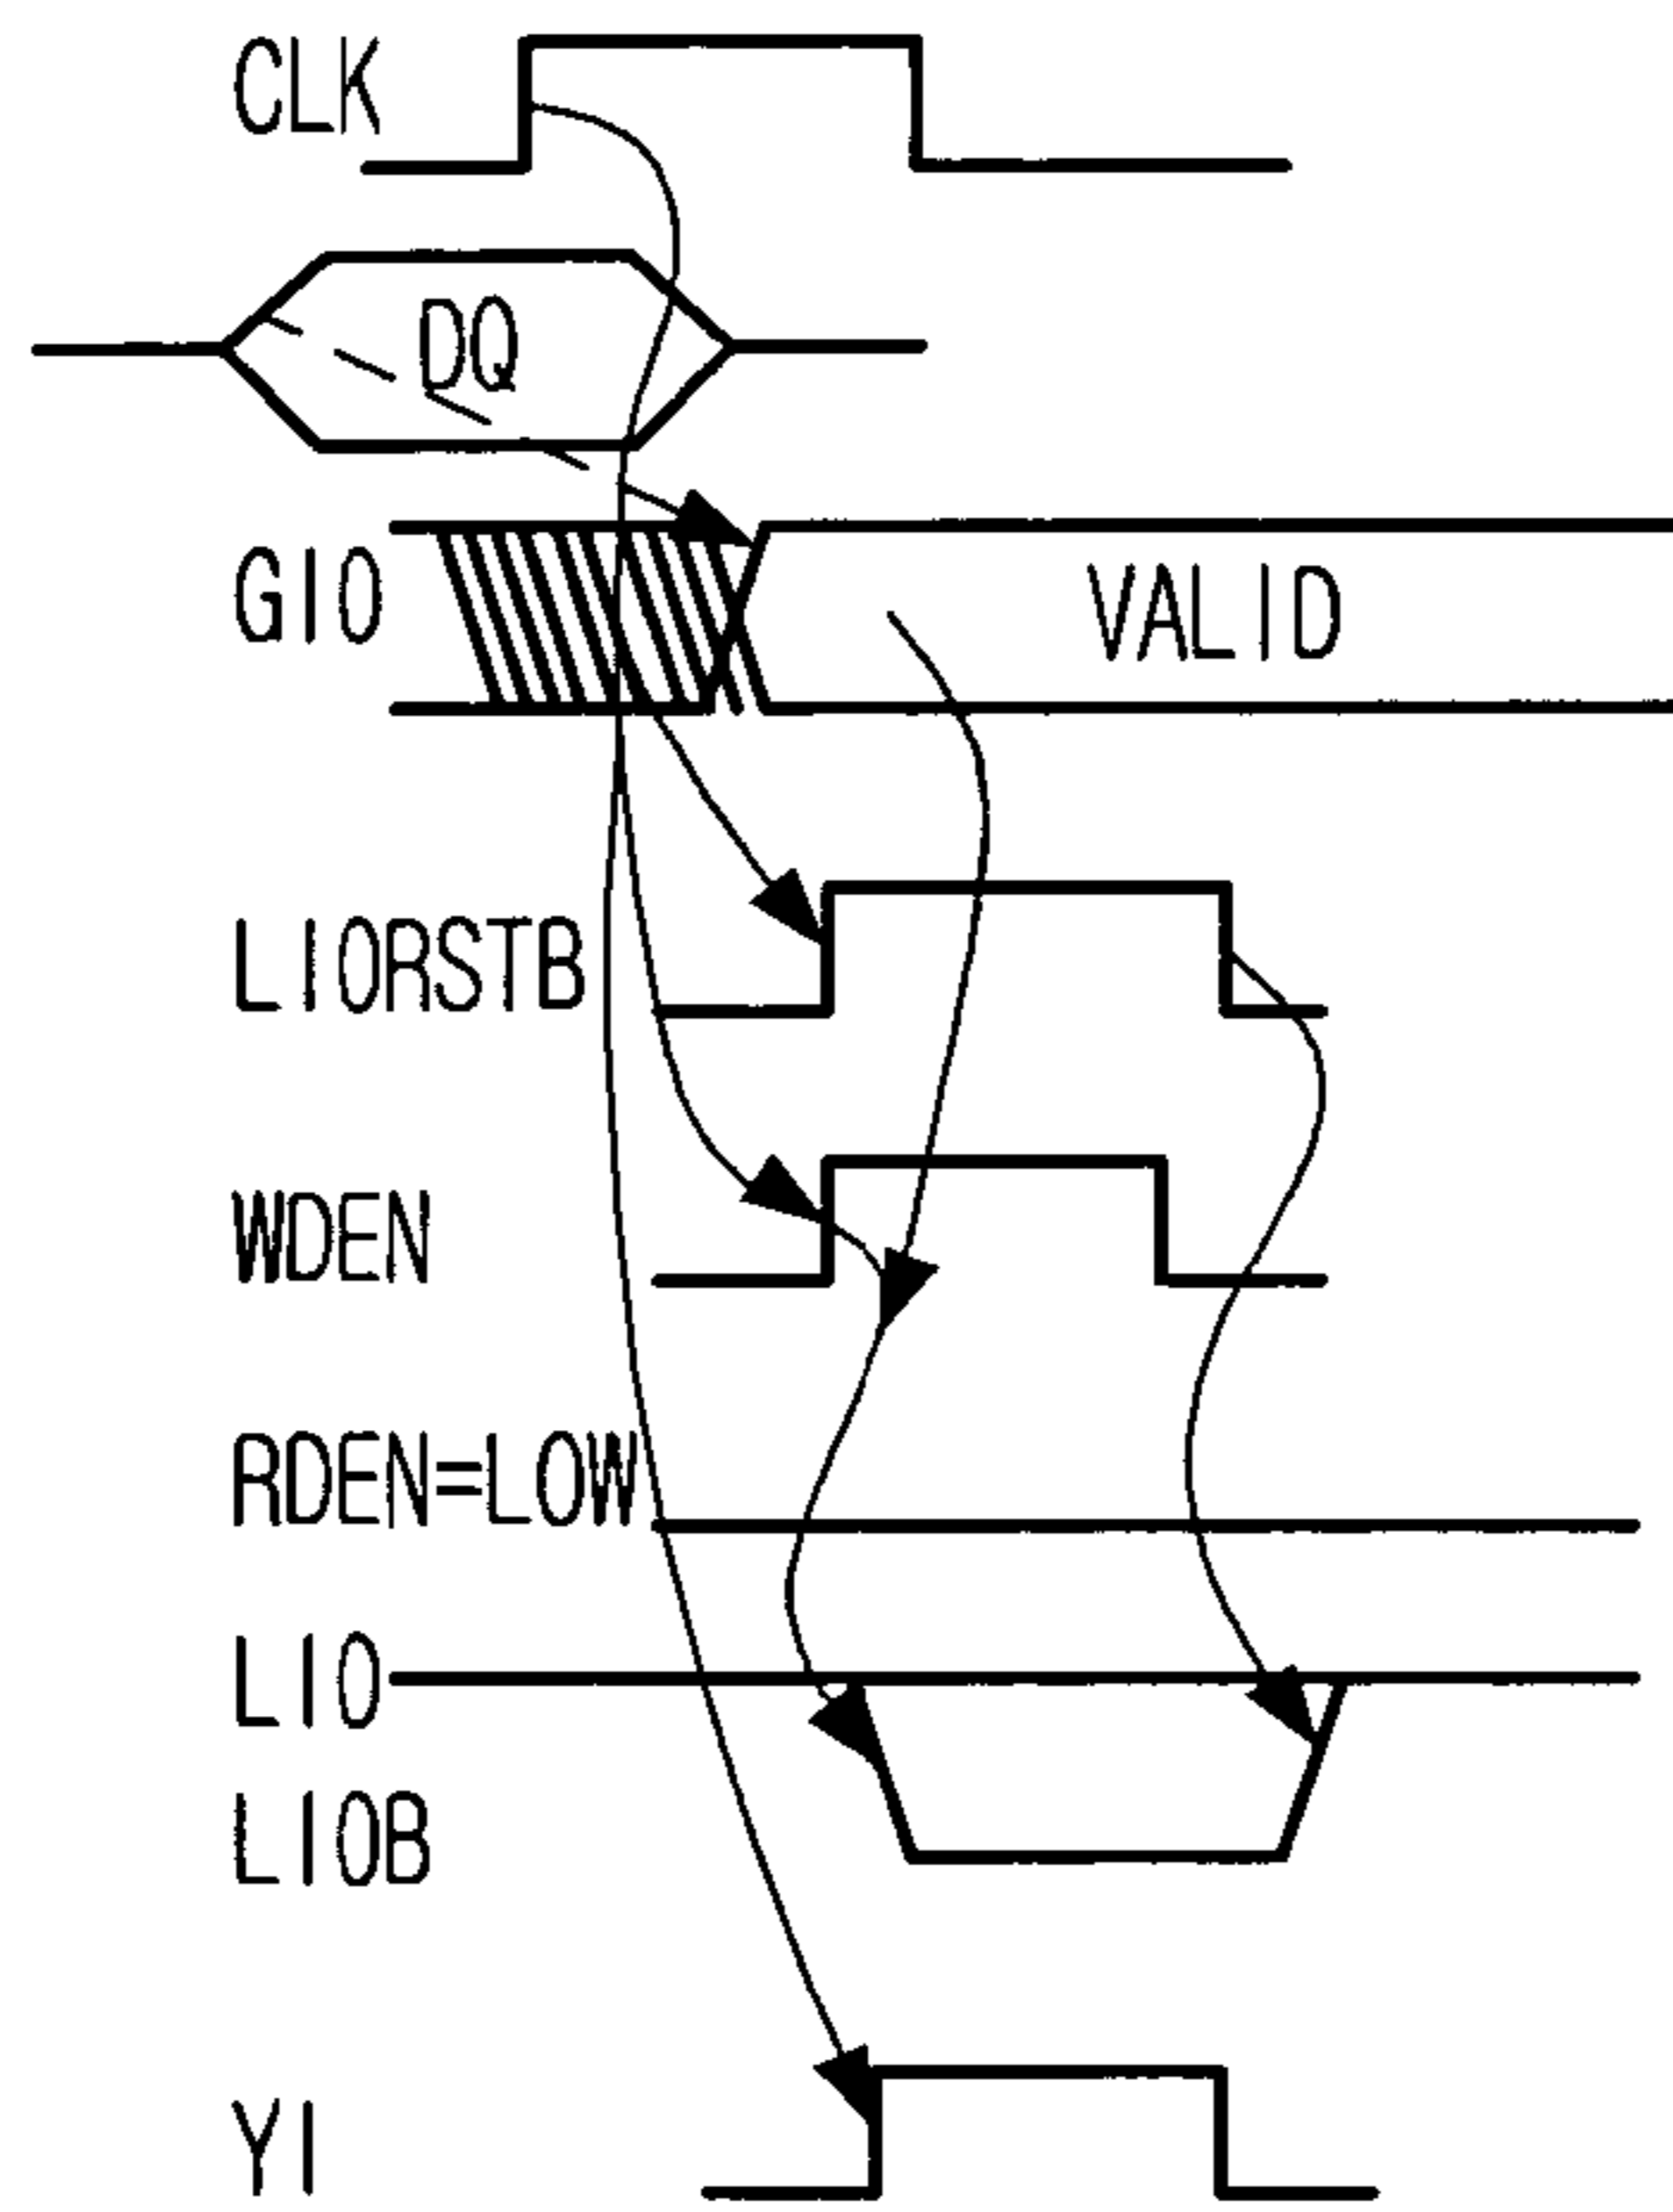 CLK
DQ
GIO
VALID
LIORSTB
WDEN
RDEN=LOW
LIO
LIOB
YI